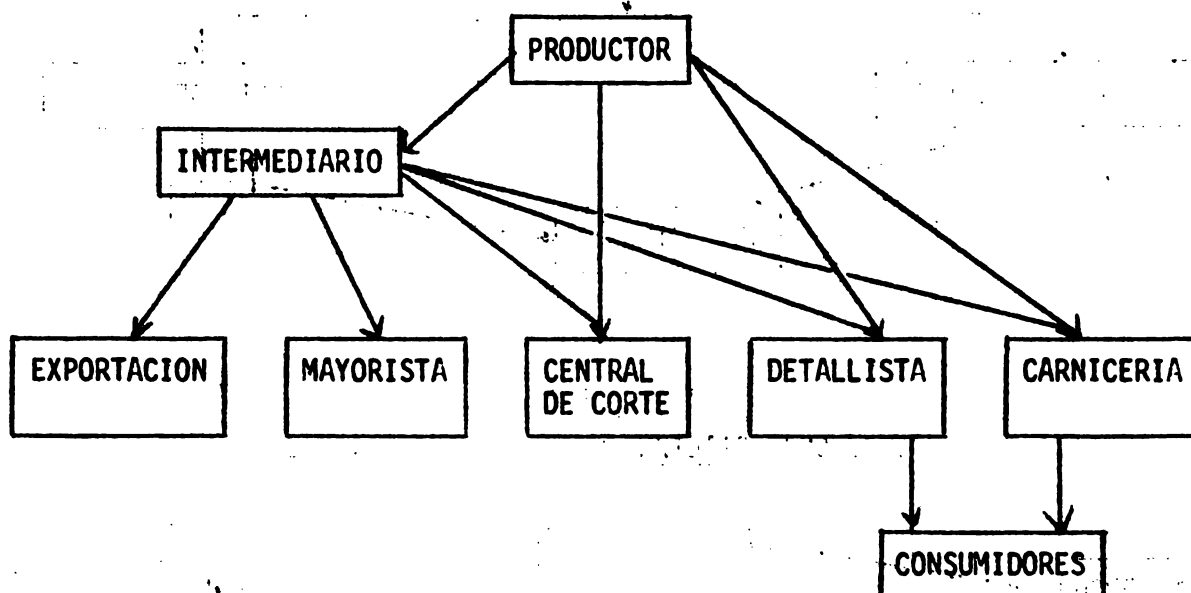 PRODUCTOR
INTERMEDIARIO
EXPORTACION
MAYORISTA
CENTRAL
DE CORTE
DETALLISTA
CARNICERIA
CONSUMIDORES